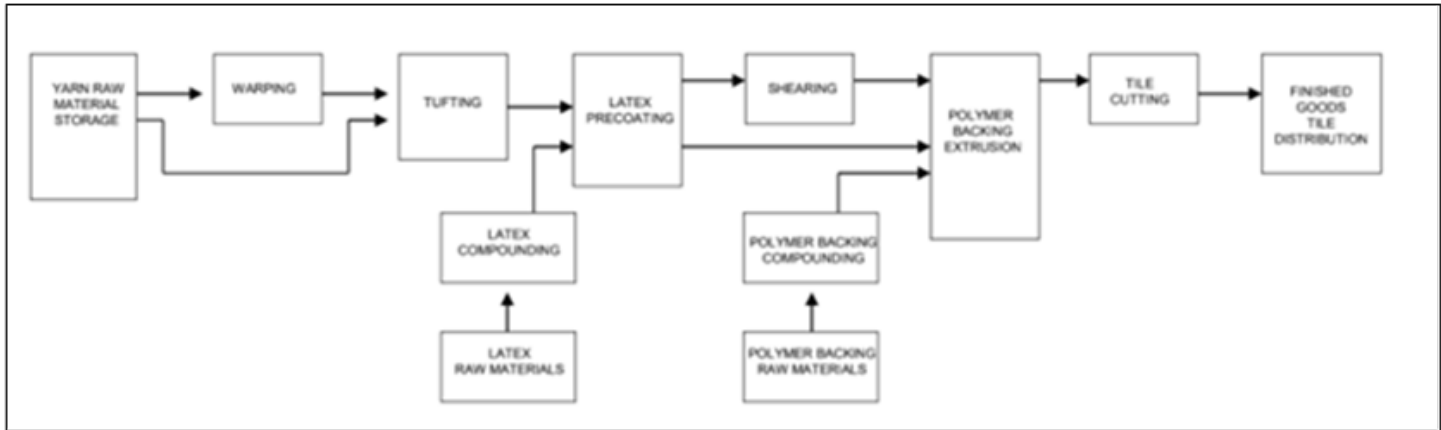 YARN RAW
MATERIAL
STORAGE
WARPING
TUFTING
LATEX
PRECOATING
SHEARING
POLYMER
BACKING
EXTRUSION
TILE
CUTTING
FINISHED
GOODS
TILE
DISTRIBUTION
LATEX
COMPOUNDING
POLYMER BACKING
COMPOUNDING
LATEX
RAW MATERIALS
POLYMER BACKING
RAW MATERIALS